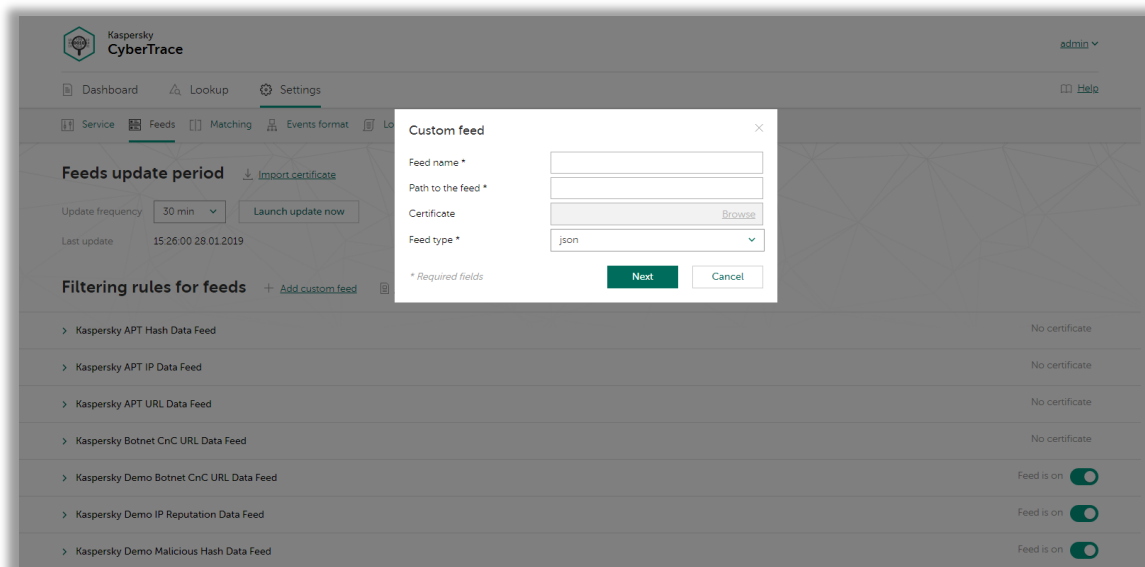 Kaspersky
CyberTrace
admin
Dashboard Lookup Settings Help
Service Feeds Matching Events format Lo
Custom feed
Feed name *
Path to the feed *
Certificate Browse
Feed type * json
* Required fields Next Cancel
Feeds update period Import certificate
Update frequency 30 min Launch update now
Last update 15:26:00 28.01.2019
Filtering rules for feeds + Add custom feed
> Kaspersky APT Hash Data Feed No certificate
> Kaspersky APT IP Data Feed No certificate
> Kaspersky APT URL Data Feed No certificate
> Kaspersky Botnet CnC URL Data Feed No certificate
> Kaspersky Demo Botnet CnC URL Data Feed Feed is on
> Kaspersky Demo IP Reputation Data Feed Feed is on
> Kaspersky Demo Malicious Hash Data Feed Feed is on